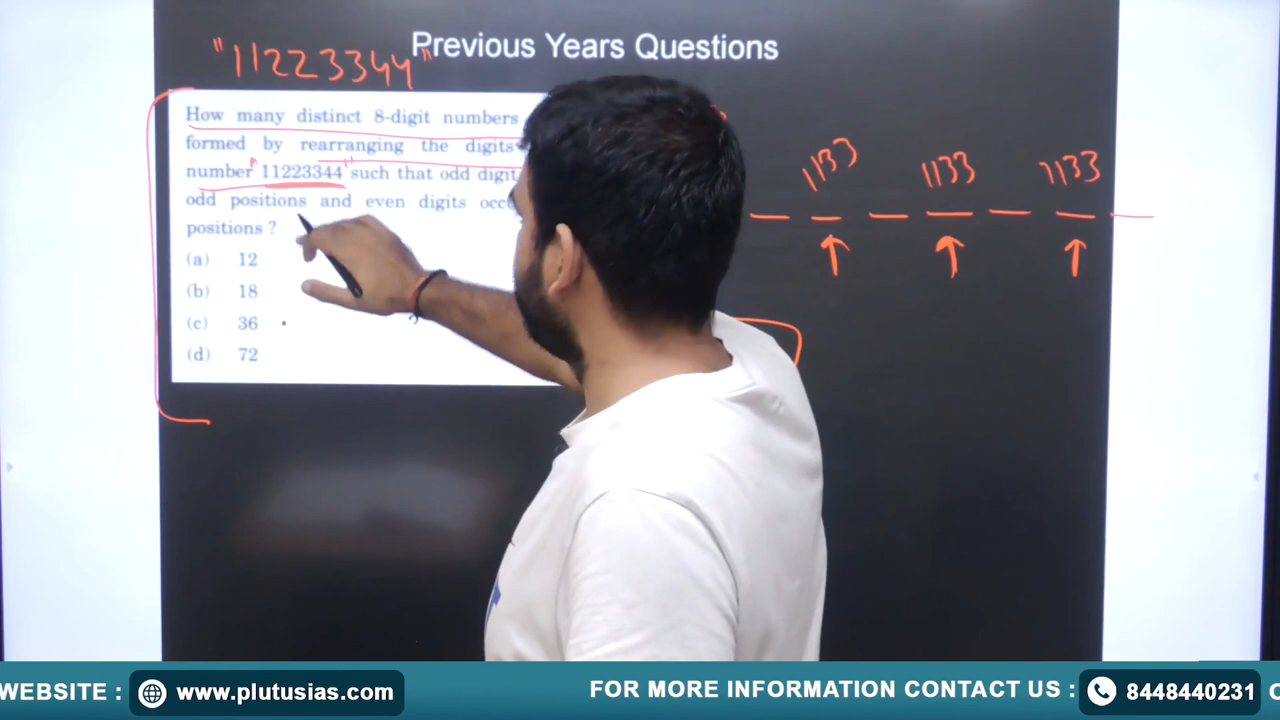 Previous Years Questions
"11223344"
How many distinct 8-digit numbers
formed by rearranging the digits
number "11223344" such that odd digit
odd positions and even digits occ
positions ?
(a) 12
(b) 18
(c) 36
(d) 72
1133 1133 1133
WEBSITE : www.plutusias.com FOR MORE INFORMATION CONTACT US : 8448440231